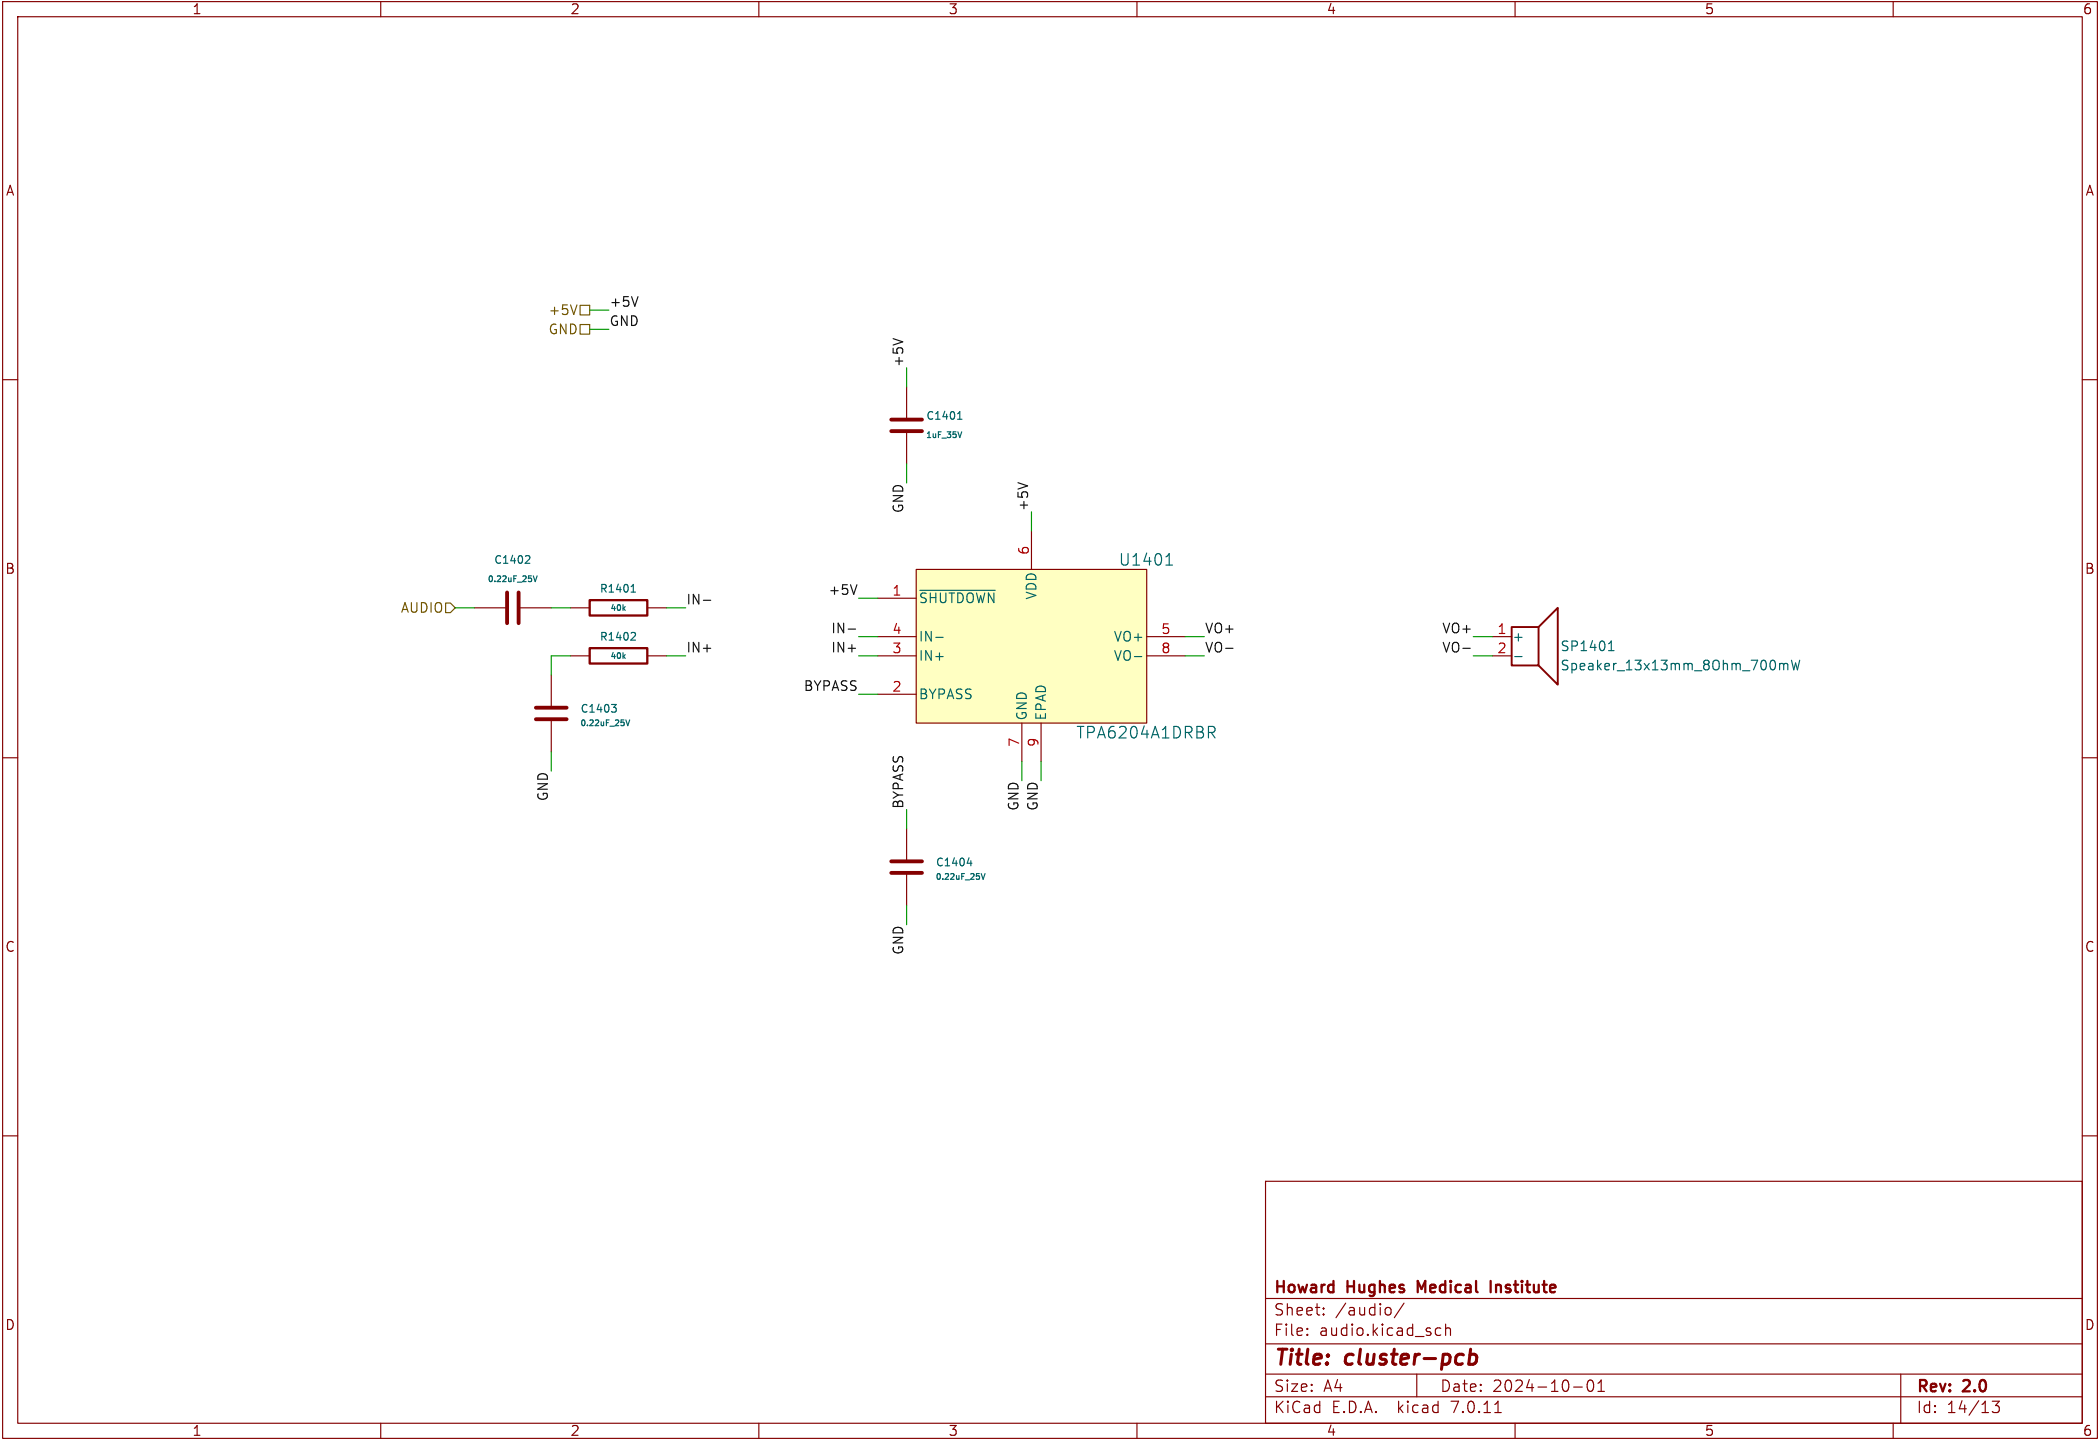 1 2 3 4 5 6
A A
+5V +5V
GND GND
+5V
C1401
1uF_35V
GND
+5V
B B
C1402
0.22uF_25V
AUDIO
R1401
40k
IN-
R1402
40k
IN+
C1403
0.22uF_25V
GND
U1401
6
VDD
+5V 1 SHUTDOWN
IN- 4 IN-
IN+ 3 IN+
BYPASS 2 BYPASS
VO+ 5 VO+
VO- 8 VO-
GND EPAD
7 9
GND GND
TPA6204A1DRBR
VO+ 1 +
VO- 2 -
SP1401
Speaker_13x13mm_8Ohm_700mW
BYPASS
C1404
0.22uF_25V
GND
C C
D D
Howard Hughes Medical Institute
Sheet: /audio/
File: audio.kicad_sch
Title: cluster-pcb
Size: A4 Date: 2024-10-01 Rev: 2.0
KiCad E.D.A. kicad 7.0.11 Id: 14/13
1 2 3 4 5 6